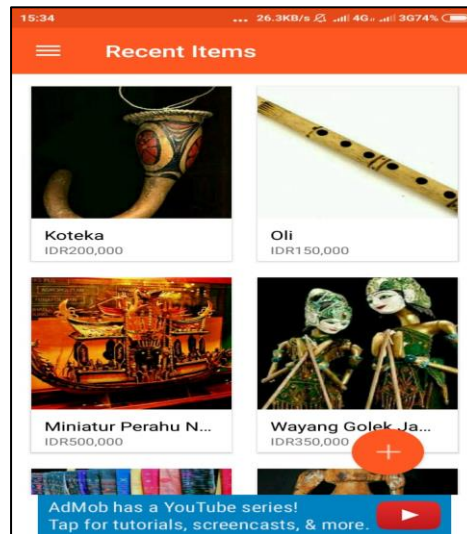 15:34 ... 26.3KB/s 4G 3G 74%
Recent Items
Koteka
IDR200,000
Oli
IDR150,000
Miniatur Perahu N...
IDR500,000
Wayang Golek Ja...
IDR350,000
+
AdMob has a YouTube series!
Tap for tutorials, screencasts, & more.